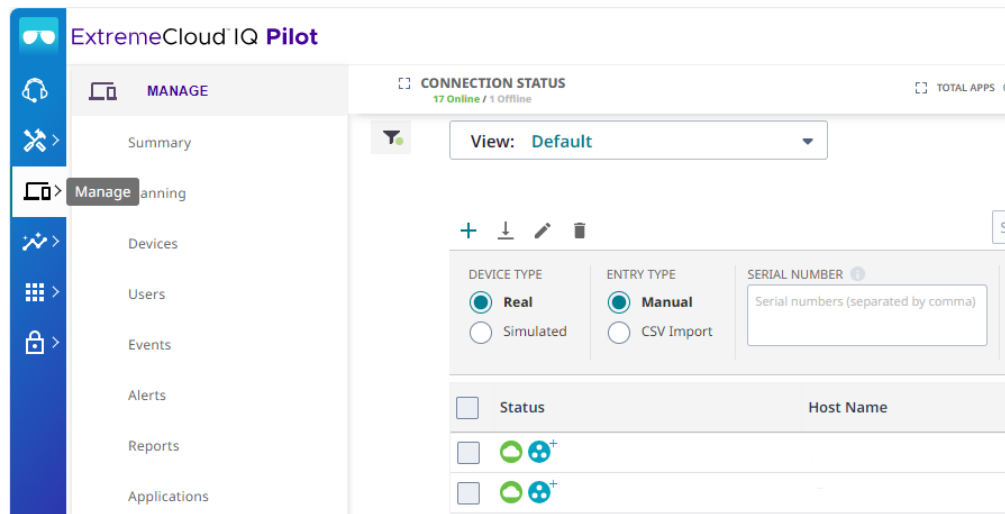 ExtremeCloud™ IQ Pilot
MANAGE
CONNECTION STATUS
17 Online / 1 Offline
TOTAL APPS
Summary
View: Default
Manage
anning
Devices
DEVICE TYPE
ENTRY TYPE
SERIAL NUMBER
Users
Real
Manual
Serial numbers (separated by comma)
Simulated
CSV Import
Events
Alerts
Status
Host Name
Reports
Applications